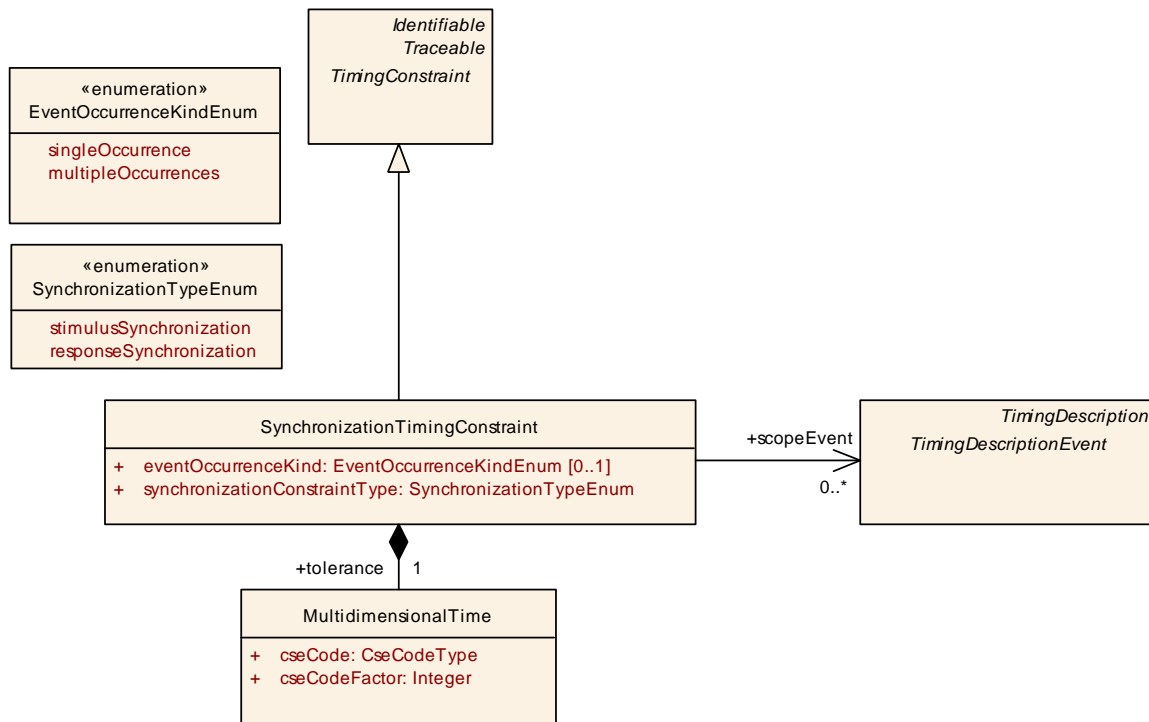 Identifiable
Traceable
TimingConstraint
«enumeration»
EventOccurrenceKindEnum
singleOccurrence
multipleOccurrences
«enumeration»
SynchronizationTypeEnum
stimulusSynchronization
responseSynchronization
SynchronizationTimingConstraint
+ eventOccurrenceKind: EventOccurrenceKindEnum [0..1]
+ synchronizationConstraintType: SynchronizationTypeEnum
+scopeEvent
0..*
TimingDescription
TimingDescriptionEvent
+tolerance 1
MultidimensionalTime
+ cseCode: CseCodeType
+ cseCodeFactor: Integer